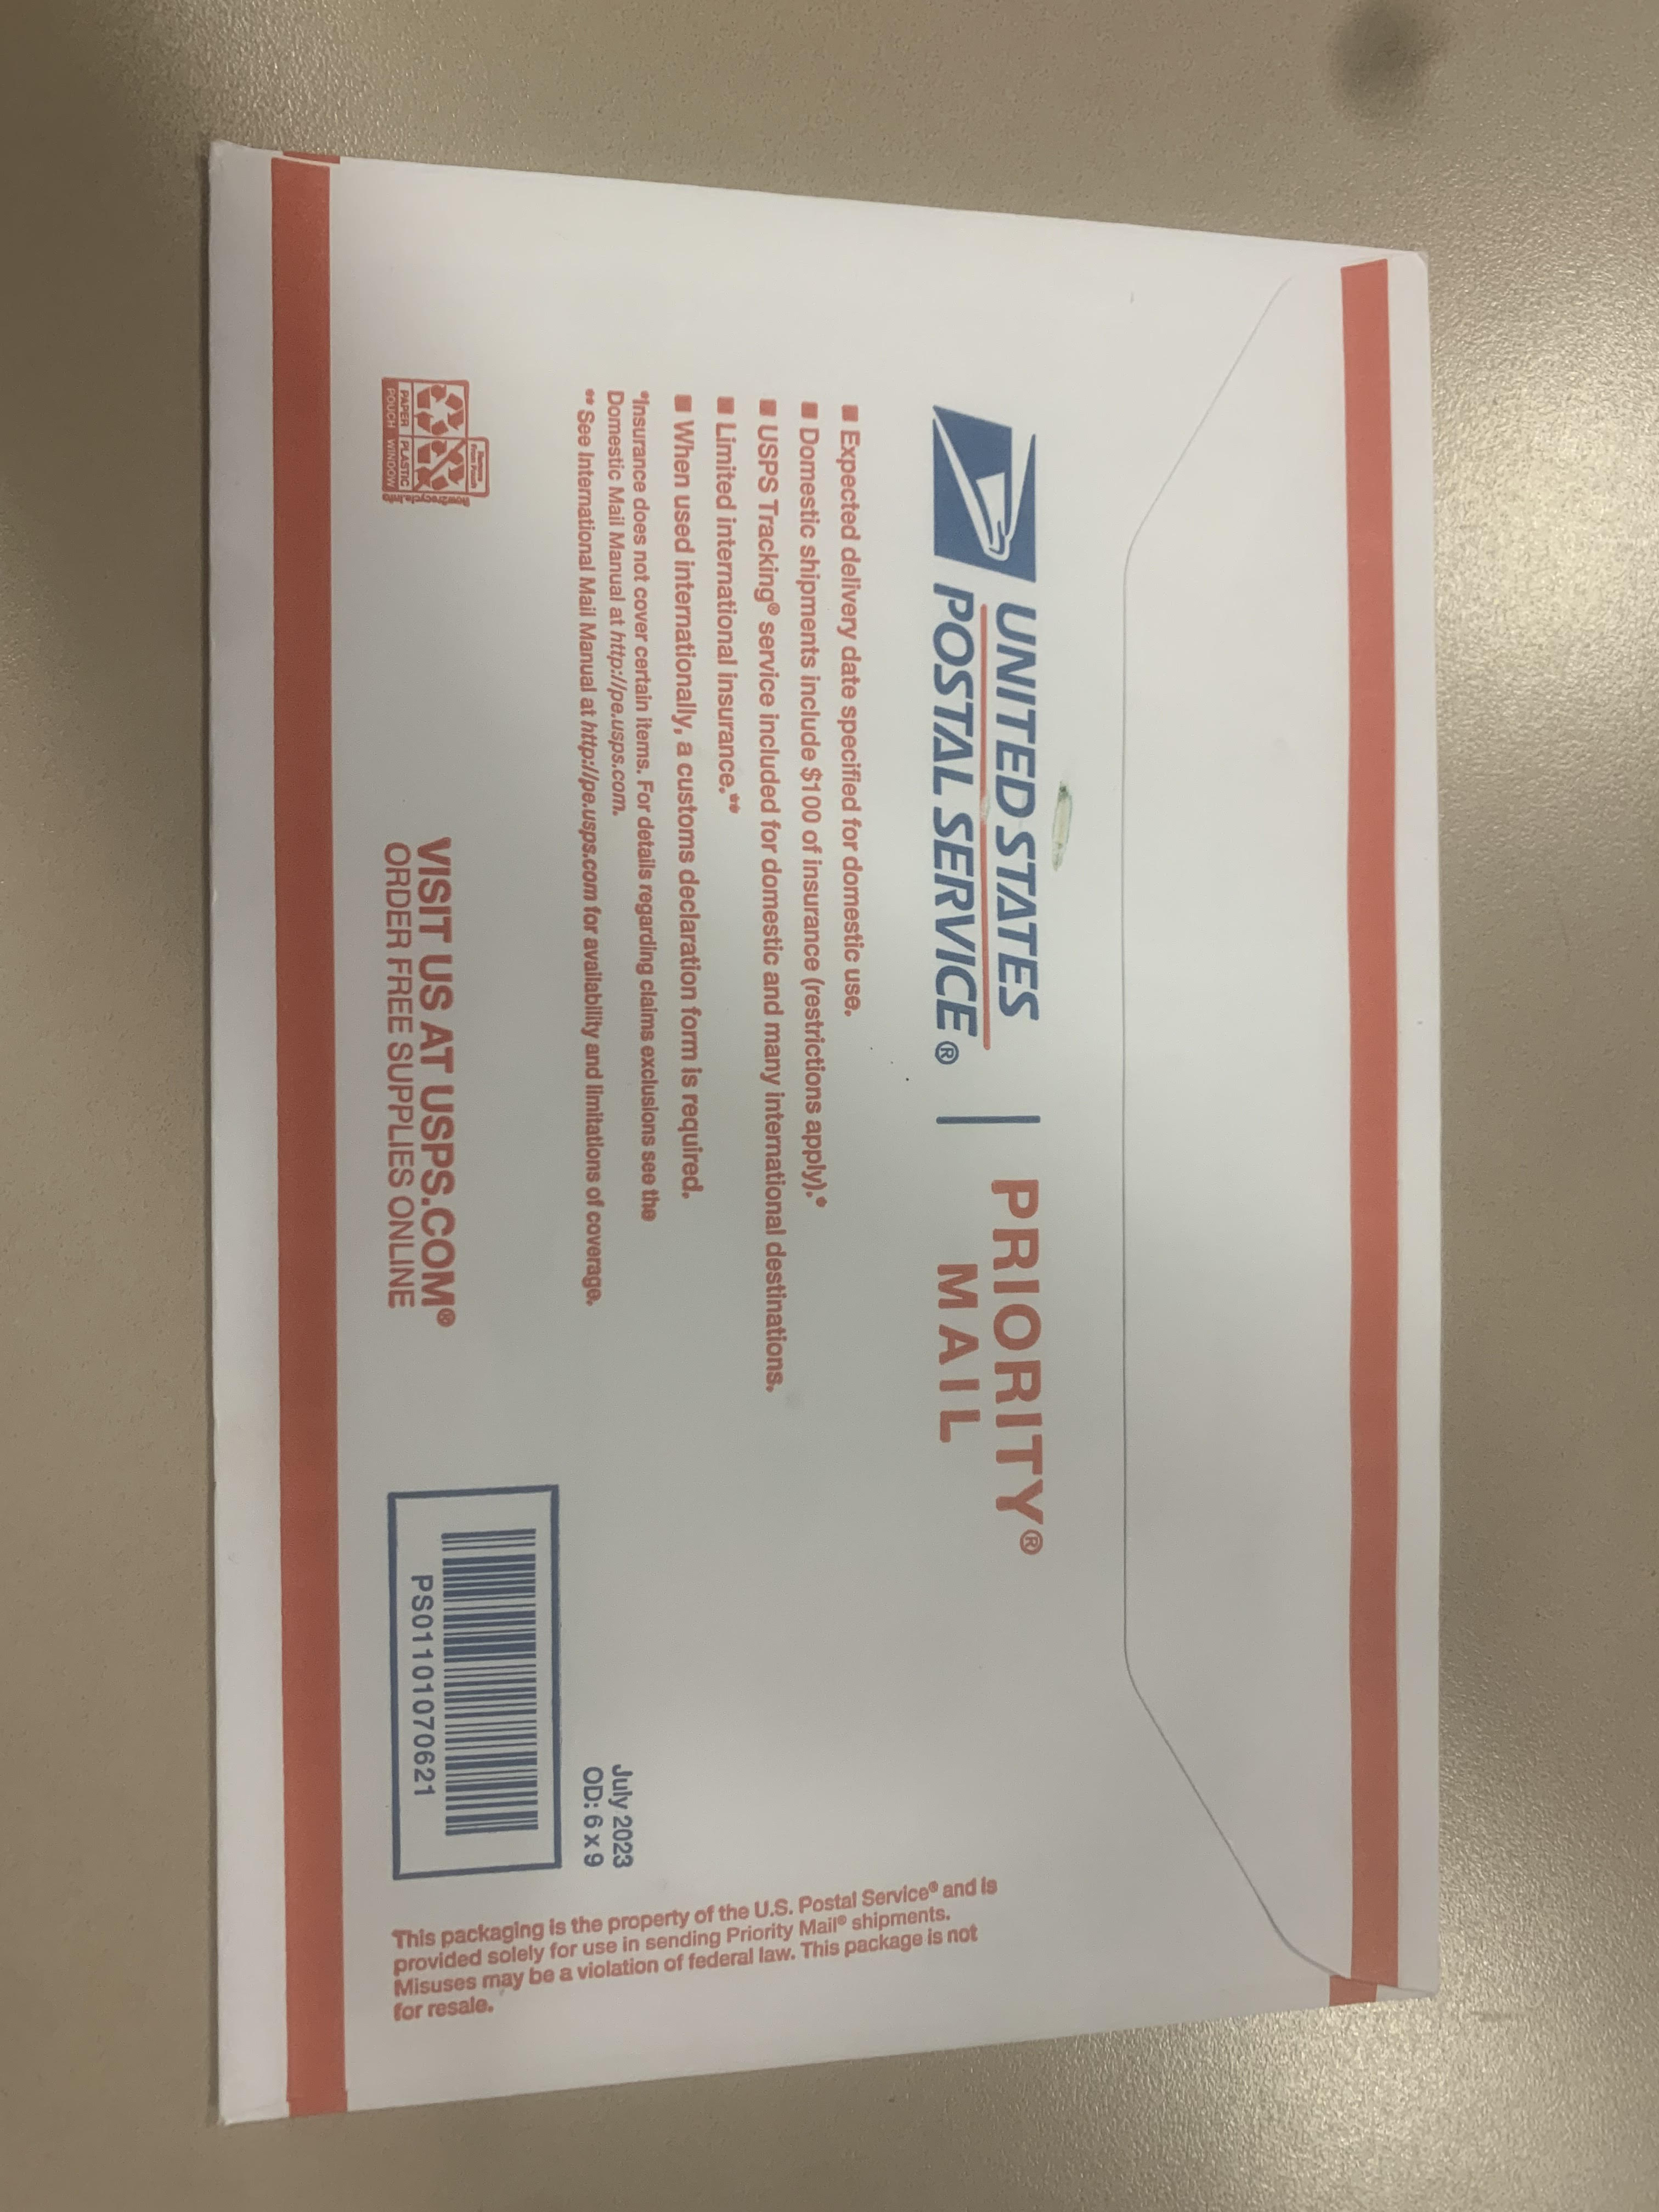 UNITED STATES
POSTAL SERVICE®
PRIORITY®
MAIL
■ Expected delivery date specified for domestic use.
■ Domestic shipments include $100 of insurance (restrictions apply).*
■ USPS Tracking® service included for domestic and many international destinations.
■ Limited international insurance.**
■ When used internationally, a customs declaration form is required.
*Insurance does not cover certain items. For details regarding claims exclusions see the
Domestic Mail Manual at http://pe.usps.com.
** See International Mail Manual at http://pe.usps.com for availability and limitations of coverage.
July 2023
OD: 6 x 9
PS01101070621
VISIT US AT USPS.COM®
ORDER FREE SUPPLIES ONLINE
PAPER
POUCH
PLASTIC
WINDOW
how2recycle.info
This packaging is the property of the U.S. Postal Service® and is
provided solely for use in sending Priority Mail® shipments.
Misuses may be a violation of federal law. This package is not
for resale.